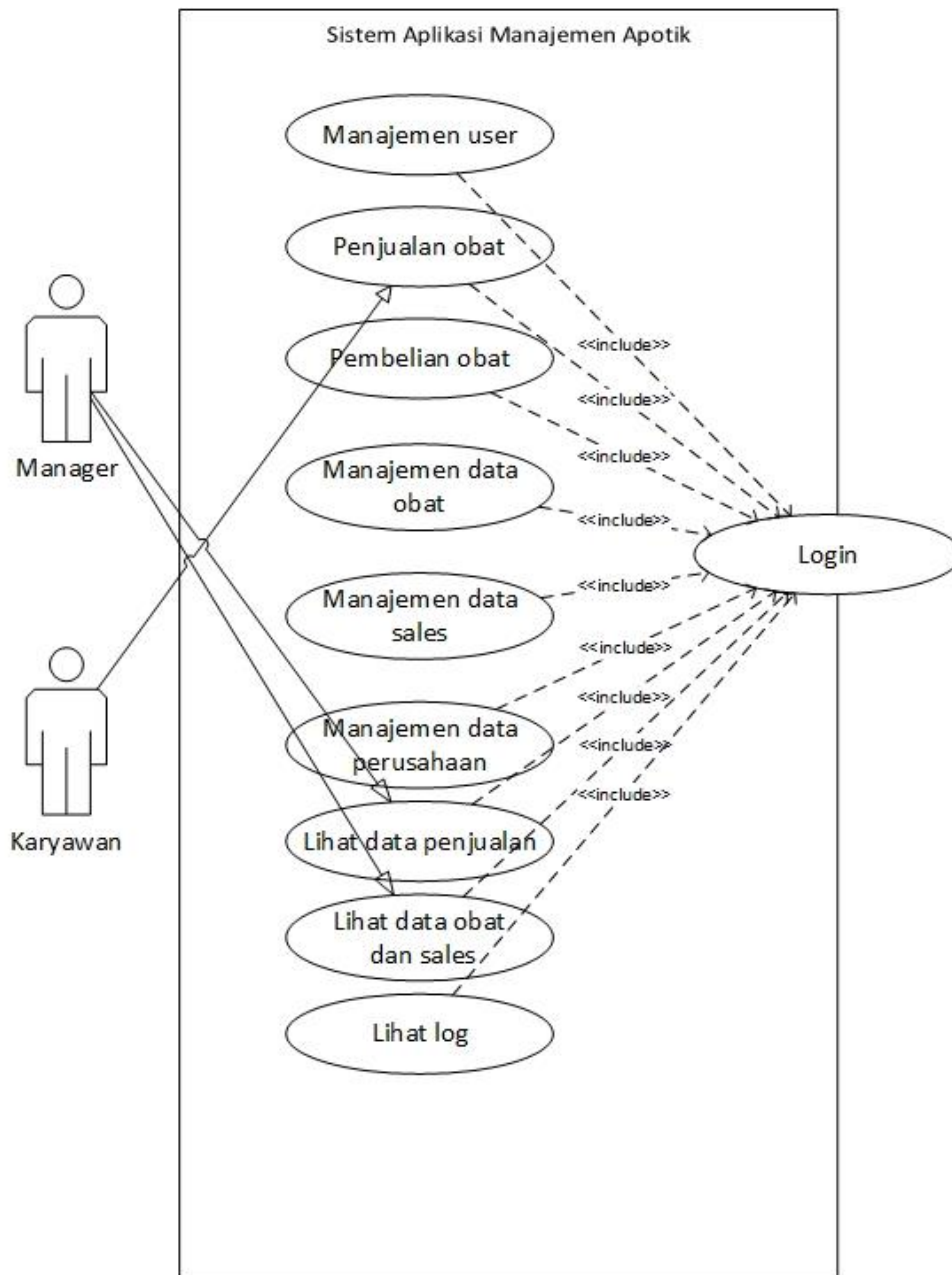 Sistem Aplikasi Manajemen Apotik
Manajemen user
Penjualan obat
Pembelian obat
Manajemen data
obat
Manajemen data
sales
Manajemen data
perusahaan
Lihat data penjualan
Lihat data obat
dan sales
Lihat log
Manager
Karyawan
<<include>>
<<include>>
<<include>>
<<include>>
<<include>>
<<include>>
<<include>>
<<include>>
<<include>>
Login